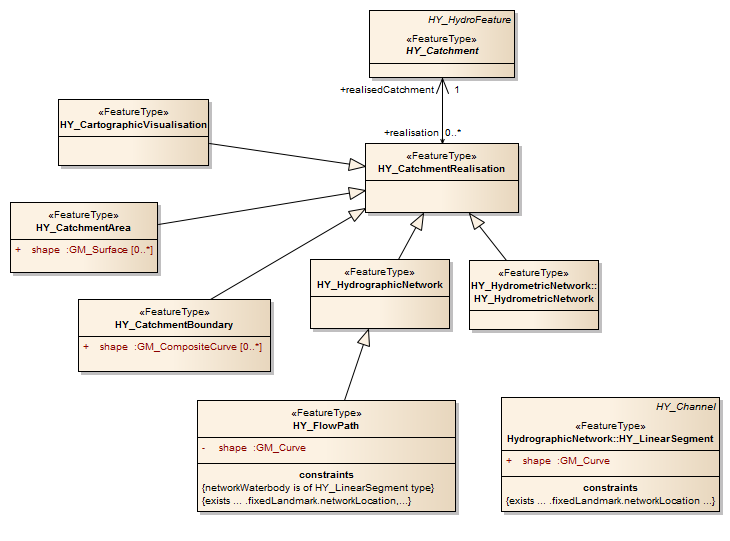 HY_HydroFeature
«FeatureType»
HY_Catchment
+realisedCatchment 1
+realisation 0..*
«FeatureType»
HY_CartographicVisualisation
«FeatureType»
HY_CatchmentRealisation
«FeatureType»
HY_CatchmentArea
+ shape :GM_Surface [0..*]
«FeatureType»
HY_HydrographicNetwork
«FeatureType»
HY_HydrometricNetwork::
HY_HydrometricNetwork
«FeatureType»
HY_CatchmentBoundary
+ shape :GM_CompositeCurve [0..*]
«FeatureType»
HY_FlowPath
- shape :GM_Curve
constraints
{networkWaterbody is of HY_LinearSegment type}
{exists ... .fixedLandmark.networkLocation,...}
HY_Channel
«FeatureType»
HydrographicNetwork::HY_LinearSegment
+ shape :GM_Curve
constraints
{exists ... .fixedLandmark.networkLocation ...}